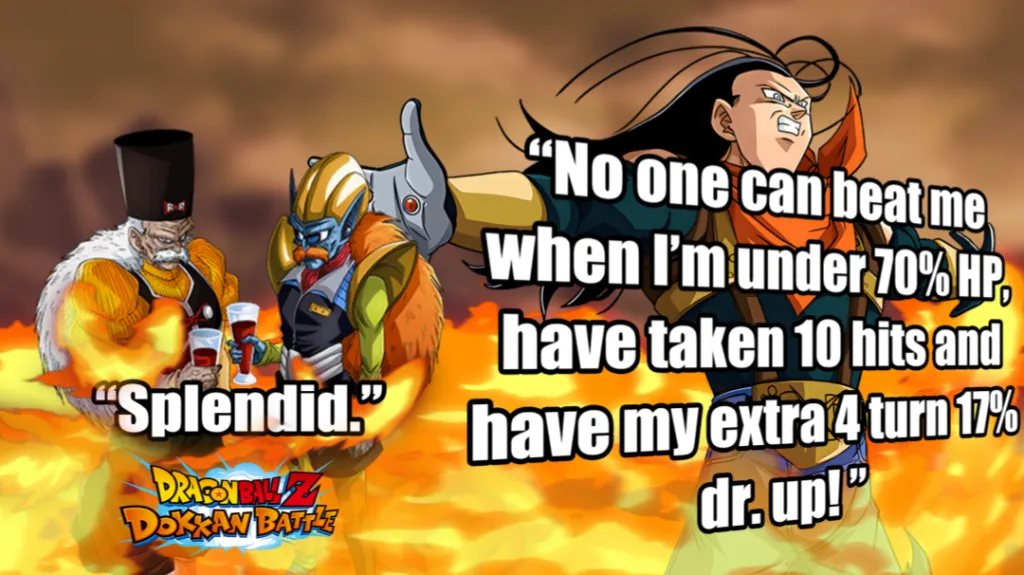 “No one can beat me
when I’m under 70% HP,
have taken 10 hits and
have my extra 4 turn 17%
dr. up!”
“Splendid.”
DRAGON BALL Z
DOKKAN BATTLE
RR